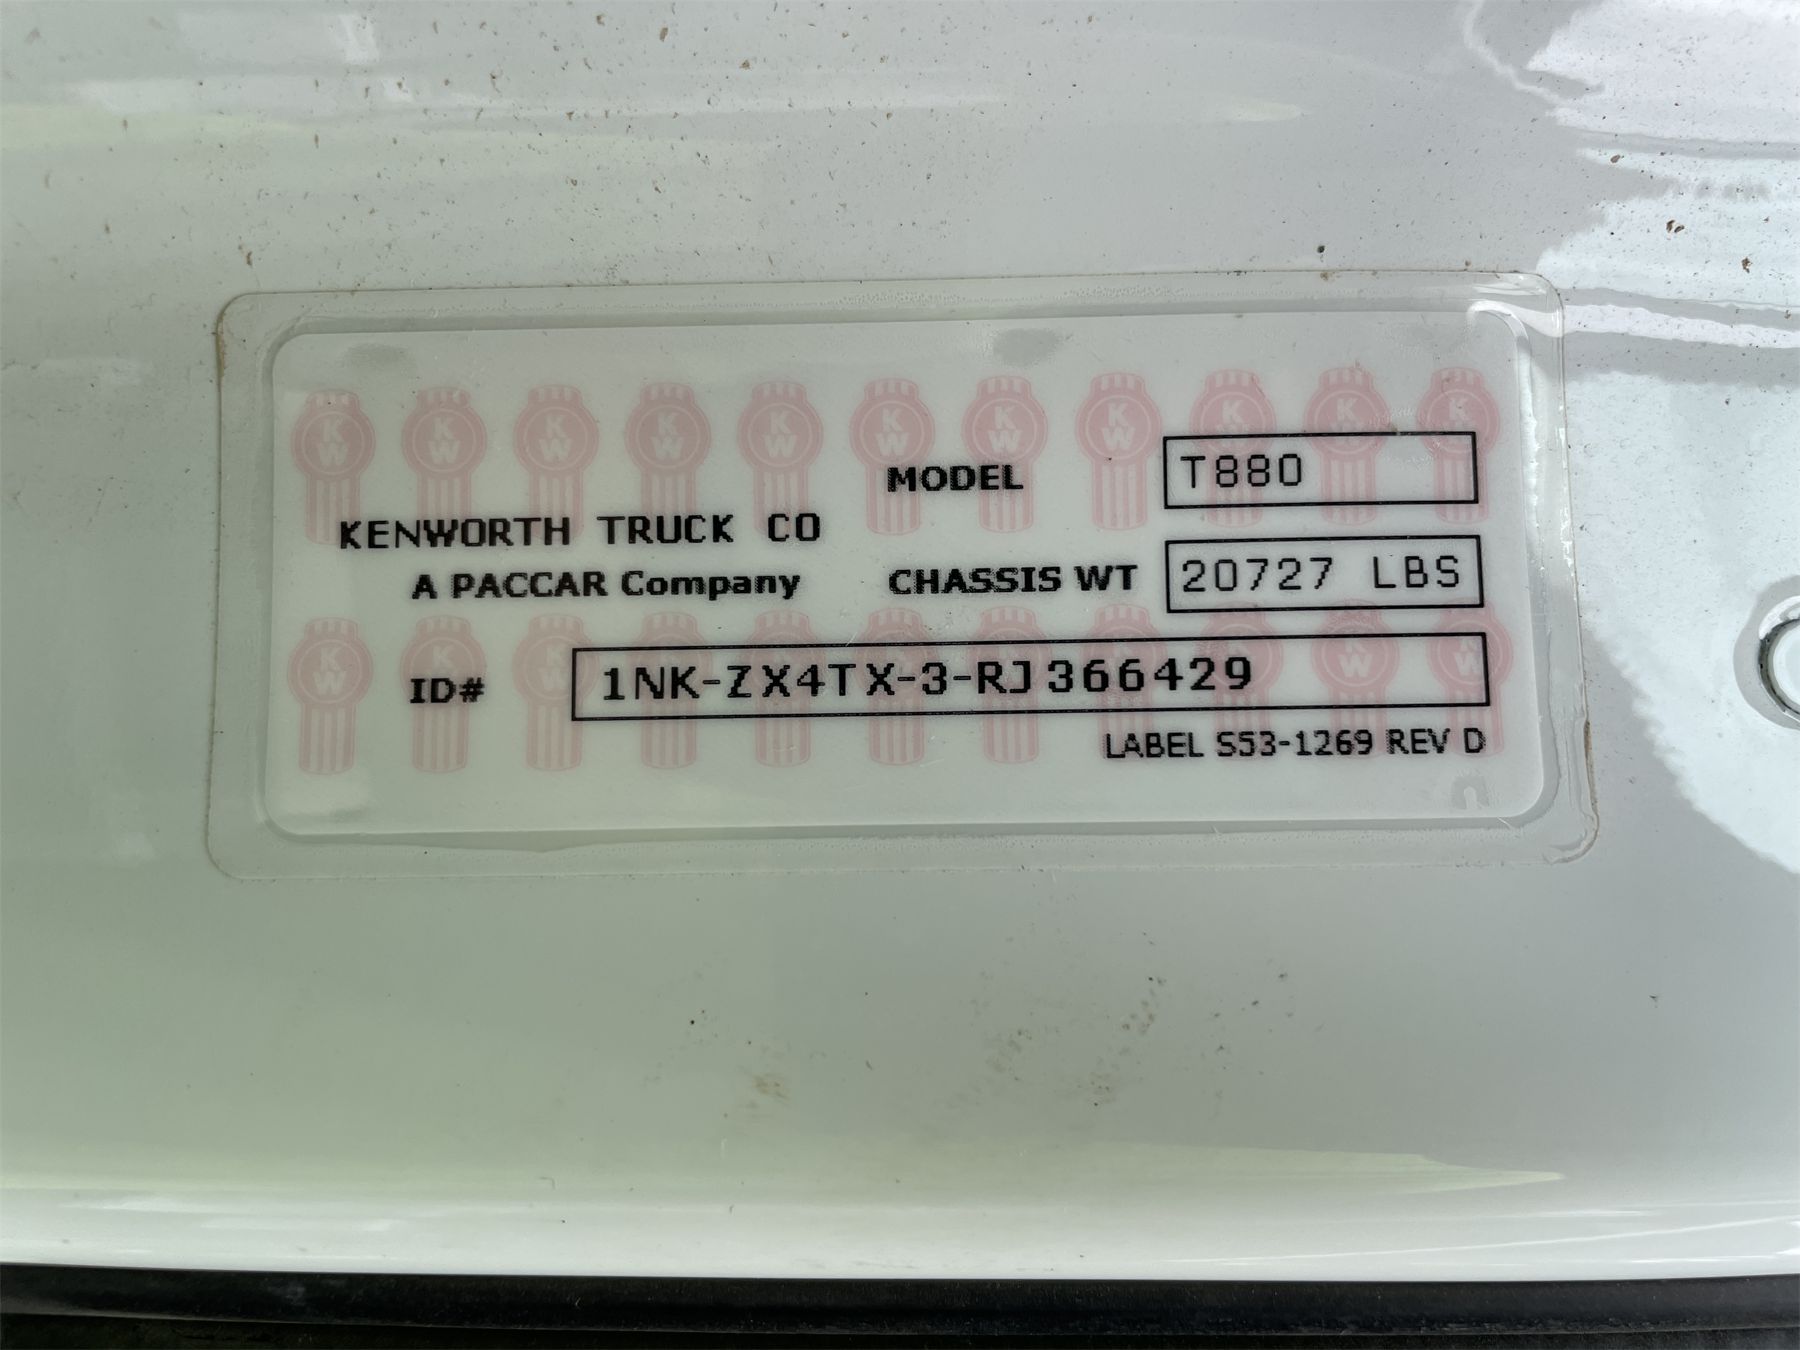 MODEL T880
KENWORTH TRUCK CO
A PACCAR Company
CHASSIS WT 20727 LBS
ID# 1NK-ZX4TX-3-RJ366429
LABEL S53-1269 REV D